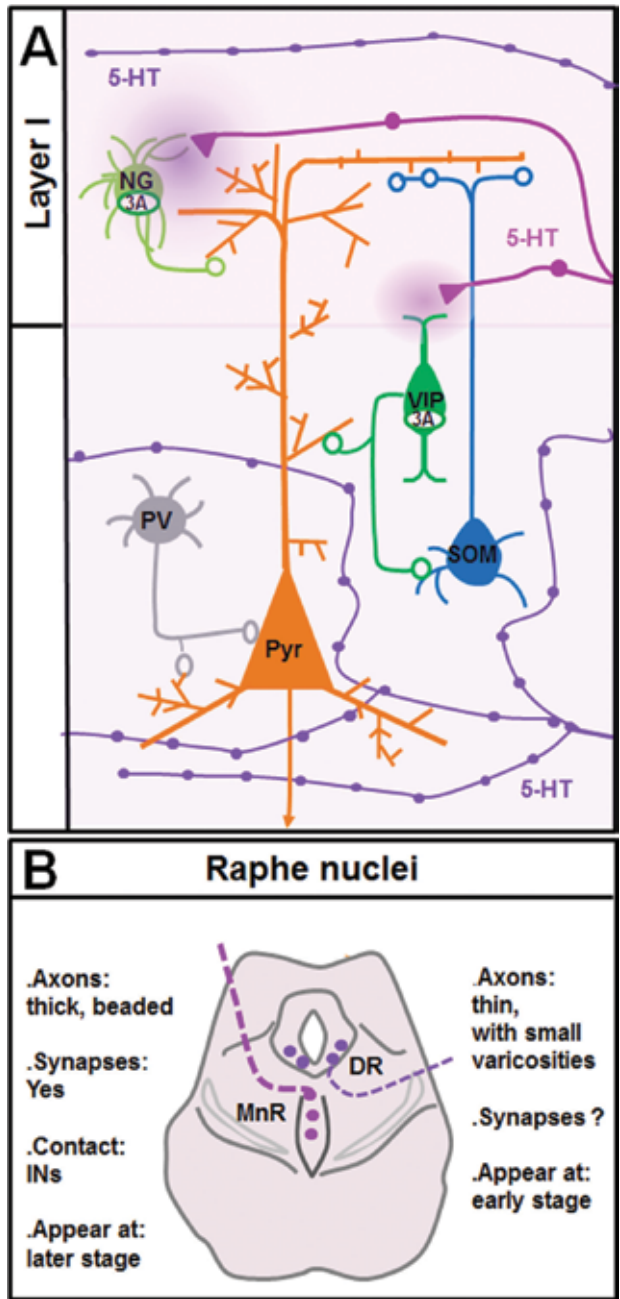 A
Layer I
5-HT
NG
3A
5-HT
VIP
3A
PV
SOM
Pyr
5-HT
B
Raphe nuclei
.Axons:
thick, beaded
.Synapses:
Yes
.Contact:
INs
.Appear at:
later stage
DR
MnR
.Axons:
thin,
with small
varicosities
.Synapses ?
.Appear at:
early stage